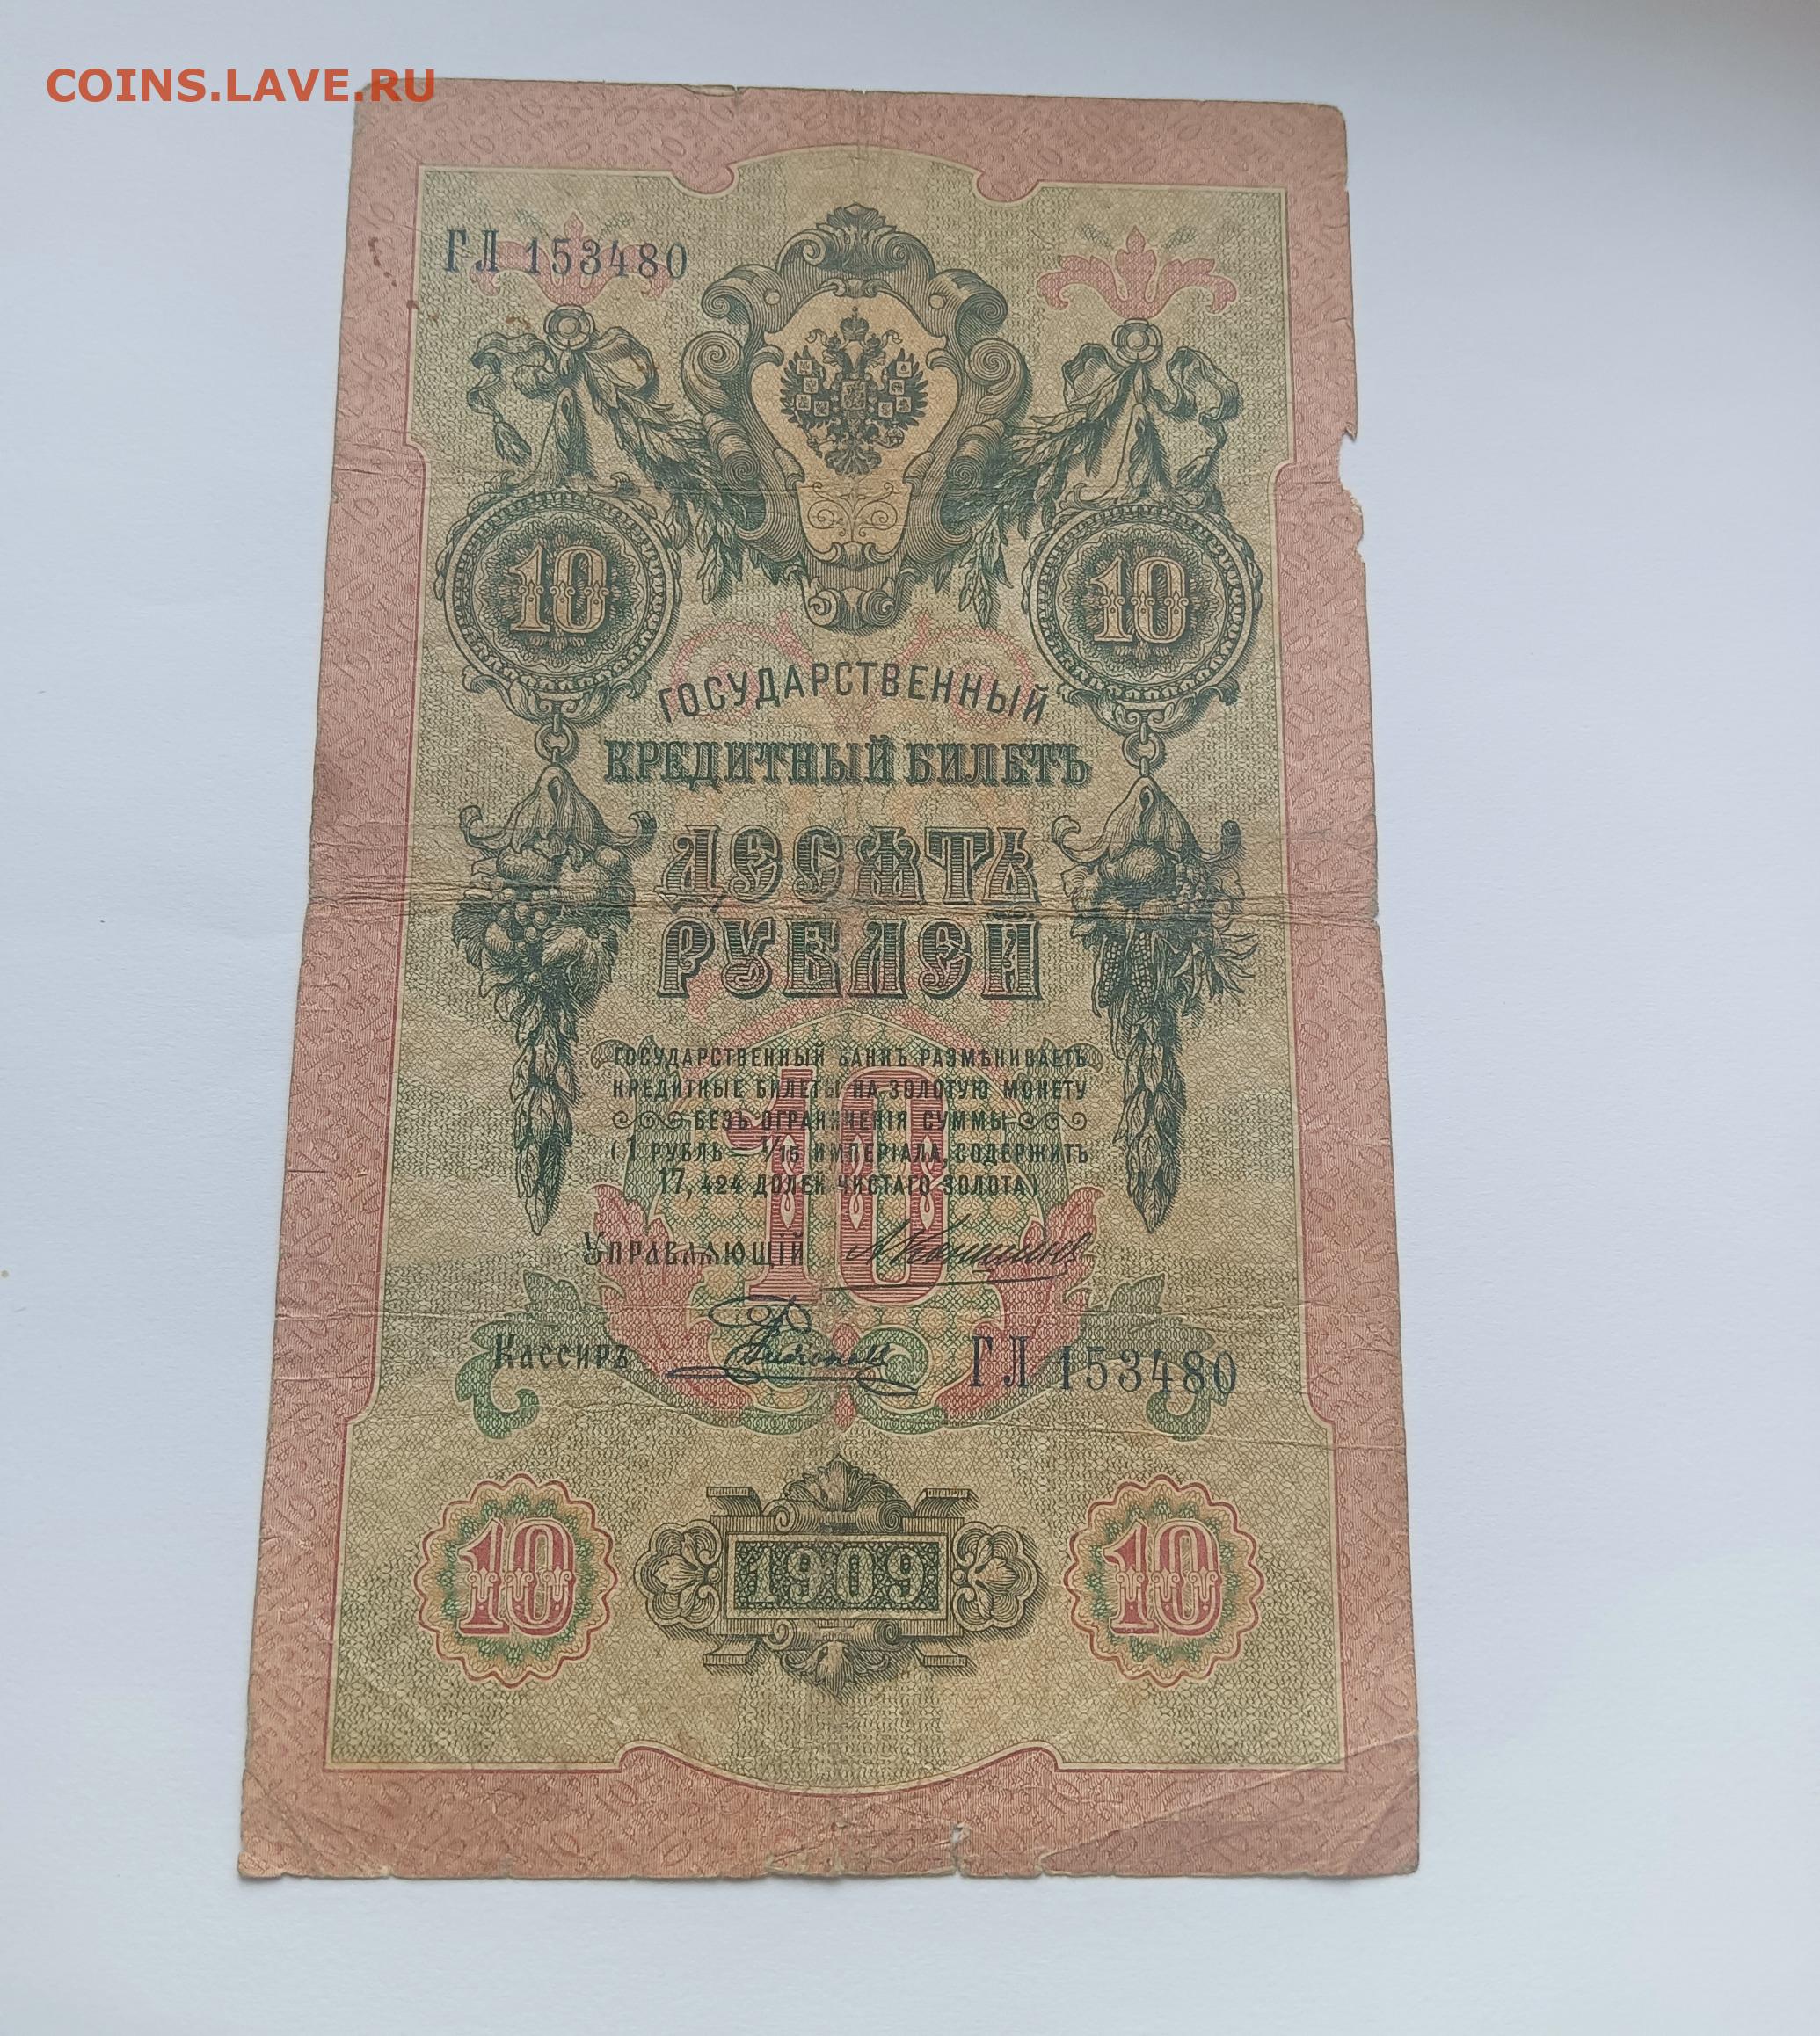 COINS.LAVE.RU
ГЛ 153480
10 10
ГОСУДАРСТВЕННЫЙ
КРЕДИТНЫЙ БИЛЕТЪ
ДЕСѦТЬ
РУБЛЕЙ
ГОСУДАРСТВЕННЫЙ БАНКЪ РАЗМѢНИВАЕТЪ
КРЕДИТНЫЕ БИЛЕТЫ НА ЗОЛОТУЮ МОНЕТУ
БЕЗЪ ОГРАНИЧЕНІЯ СУММЫ
(1 РУБЛЬ = 1/15 ИМПЕРІАЛА, СОДЕРЖИТЪ
17,424 ДОЛЕЙ ЧИСТАГО ЗОЛОТА)
10
УПРАВЛѦЮЩІЙ
КАССИРЪ ГЛ 153480
10 1909 10